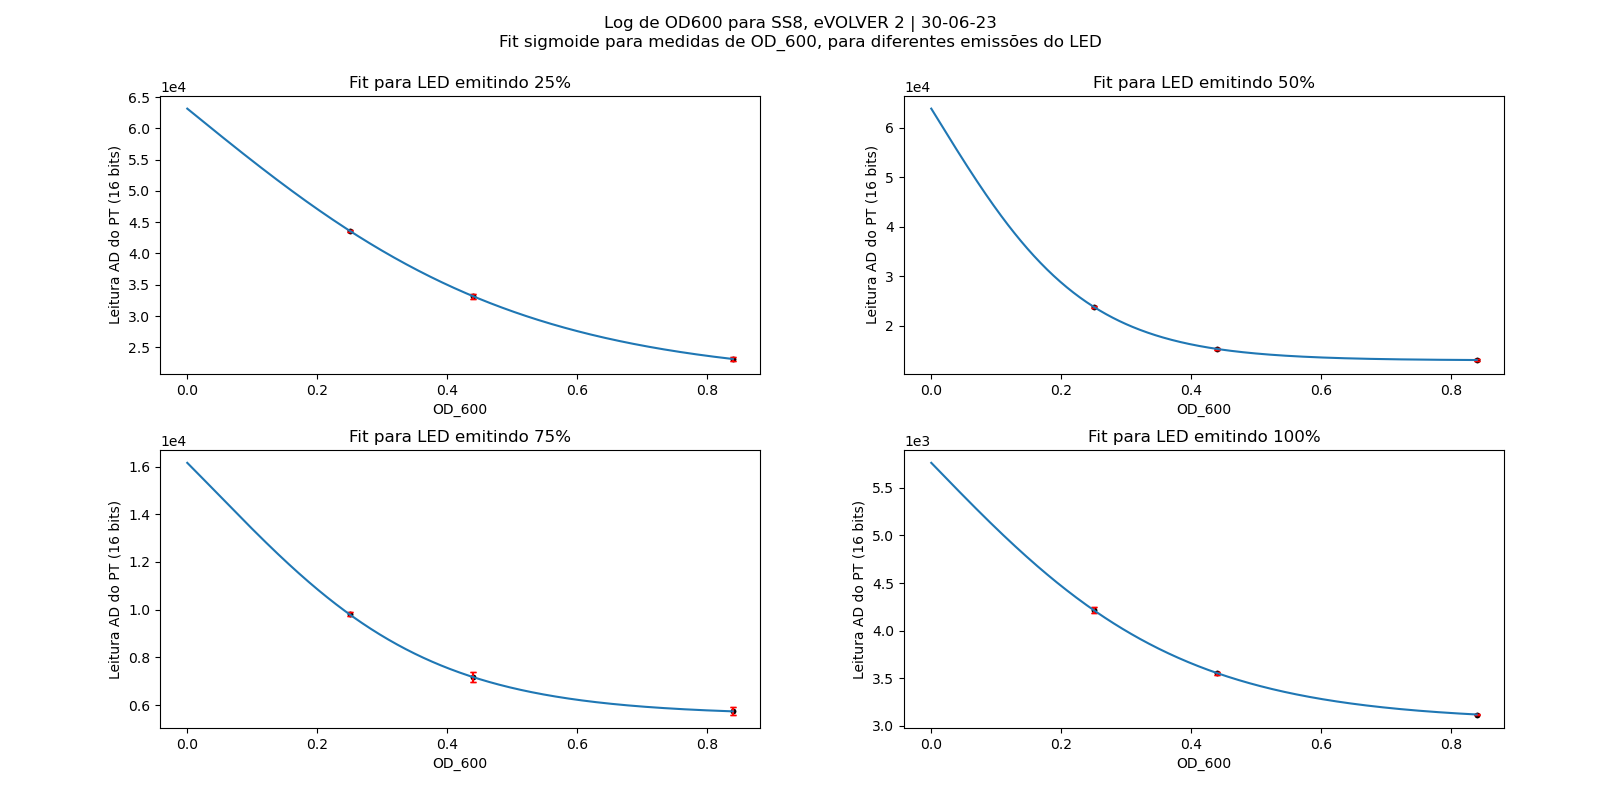 Log de OD600 para SS8, eVOLVER 2 | 30-06-23
Fit sigmoide para medidas de OD_600, para diferentes emissões do LED
Fit para LED emitindo 25%
1e4
6.5
6.0
5.5
5.0
4.5
4.0
3.5
3.0
2.5
Leitura AD do PT (16 bits)
0.0 0.2 0.4 0.6 0.8
OD_600
Fit para LED emitindo 50%
1e4
6
5
4
3
2
Leitura AD do PT (16 bits)
0.0 0.2 0.4 0.6 0.8
OD_600
Fit para LED emitindo 75%
1e4
1.6
1.4
1.2
1.0
0.8
0.6
Leitura AD do PT (16 bits)
0.0 0.2 0.4 0.6 0.8
OD_600
Fit para LED emitindo 100%
1e3
5.5
5.0
4.5
4.0
3.5
3.0
Leitura AD do PT (16 bits)
0.0 0.2 0.4 0.6 0.8
OD_600